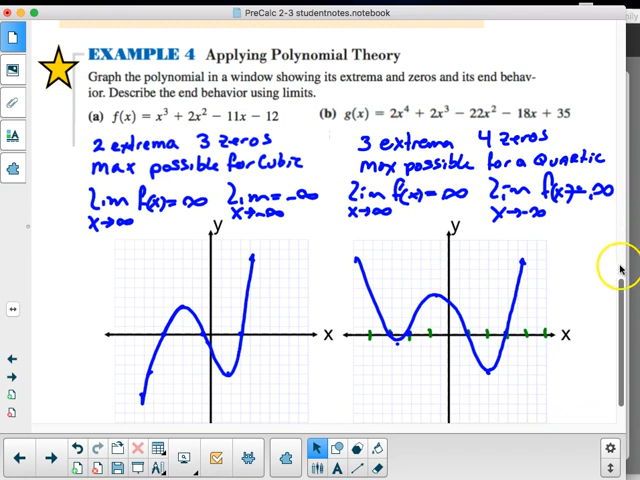 PreCalc 2-3 studentnotes.notebook
EXAMPLE 4 Applying Polynomial Theory
Graph the polynomial in a window showing its extrema and zeros and its end behav-
ior. Describe the end behavior using limits.
(a) f(x) = x³ + 2x² − 11x − 12
(b) g(x) = 2x⁴ + 2x³ − 22x² − 18x + 35
2 extrema 3 zeros
max possible for Cubic
lim f(x) = ∞ lim = -∞
x→∞ x→-∞
3 extrema 4 zeros
max possible for a Quartic
lim f(x) = ∞ lim f(x) = ∞
x→∞ x→-∞
y
x
y
x